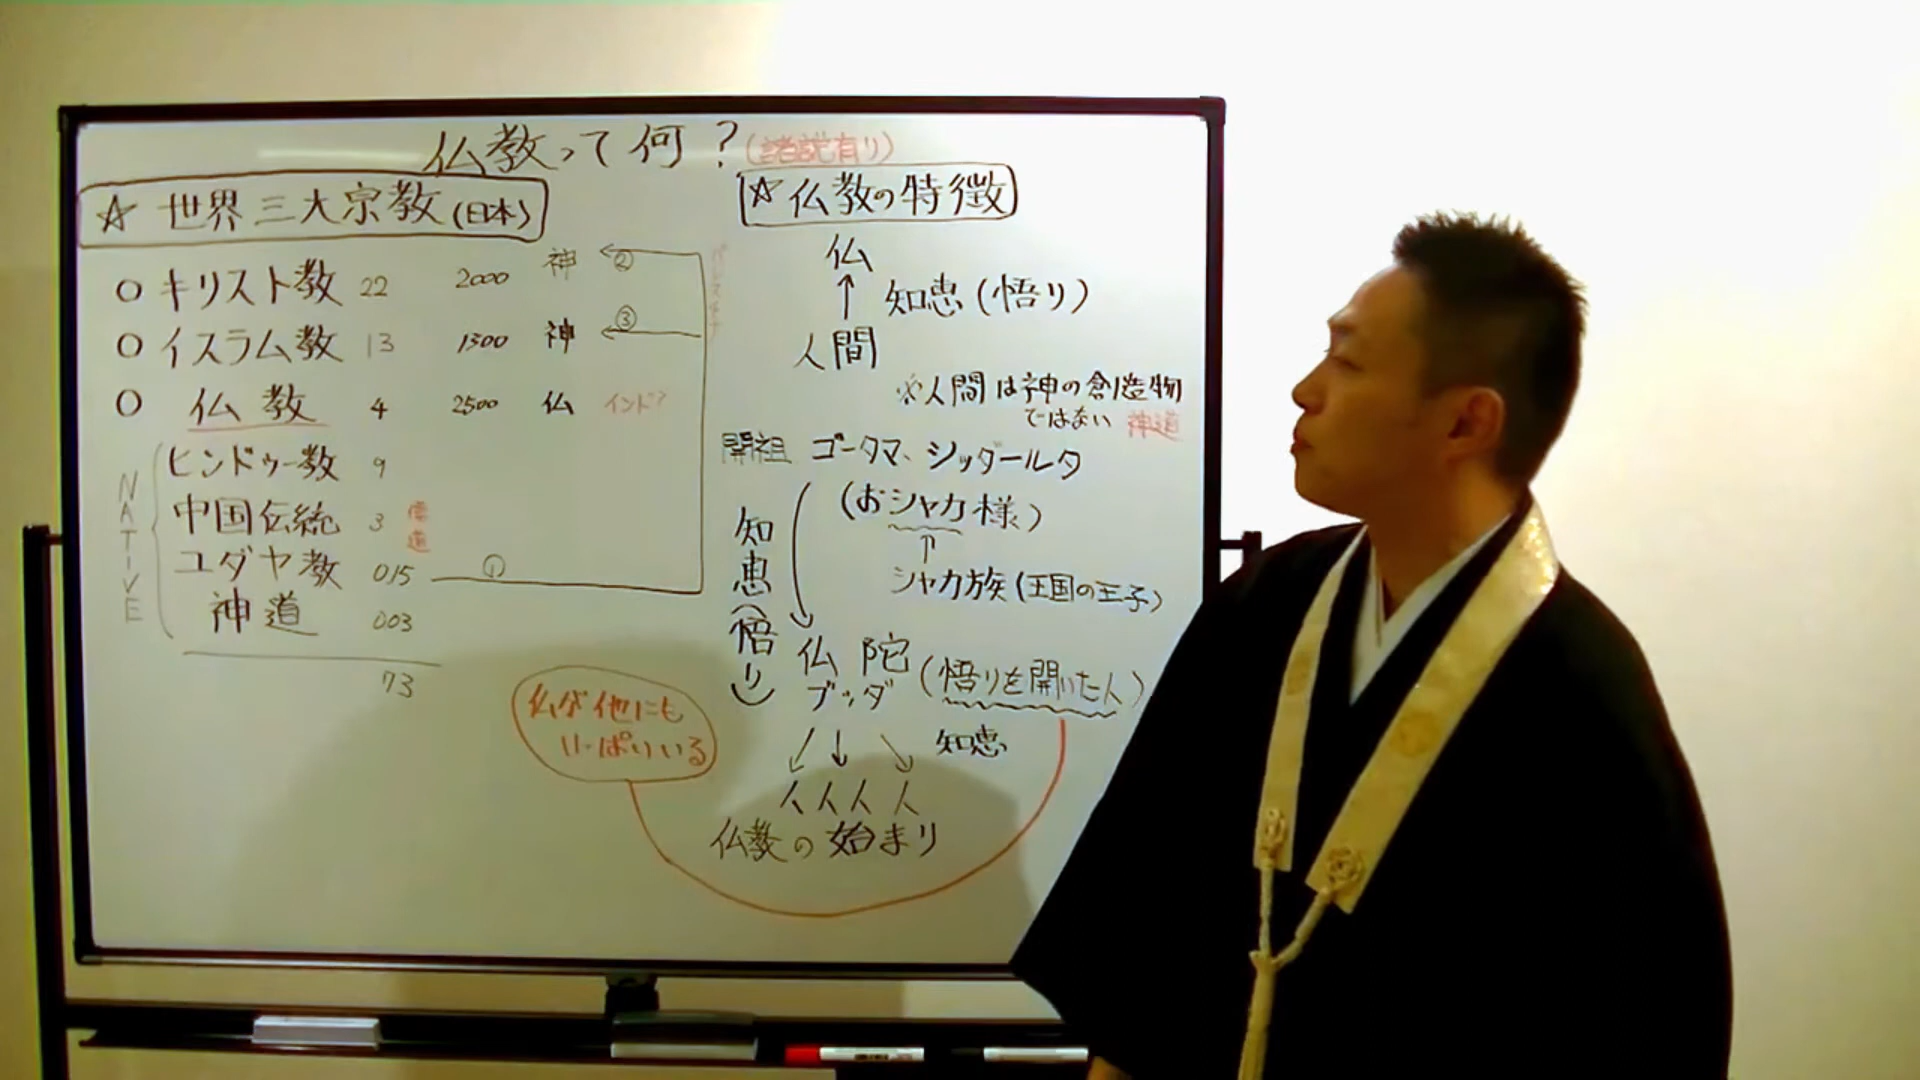 仏教って何？(諸説有り)
☆ 世界三大宗教(日本)
○ キリスト教 22 2000 神 ②
○ イスラム教 13 1300 神 ③
○ 仏教 4 2500 仏 インド?
NATIVE
ヒンドゥー教 9
中国伝統 3
ユダヤ教 0.15 ①
神道 0.03
73
仏が他にも
いっぱいいる
☆仏教の特徴
仏
↑ 知恵(悟り)
人間
※人間は神の創造物
ではない 神道
開祖 ゴータマ、シッダールタ
(おシャカ様)
↑
シャカ族(王国の王子)
知恵(悟り)
仏陀
ブッダ (悟りを開いた人)
↙ ↓ ↘ 知恵
人 人 人 人
仏教の始まり